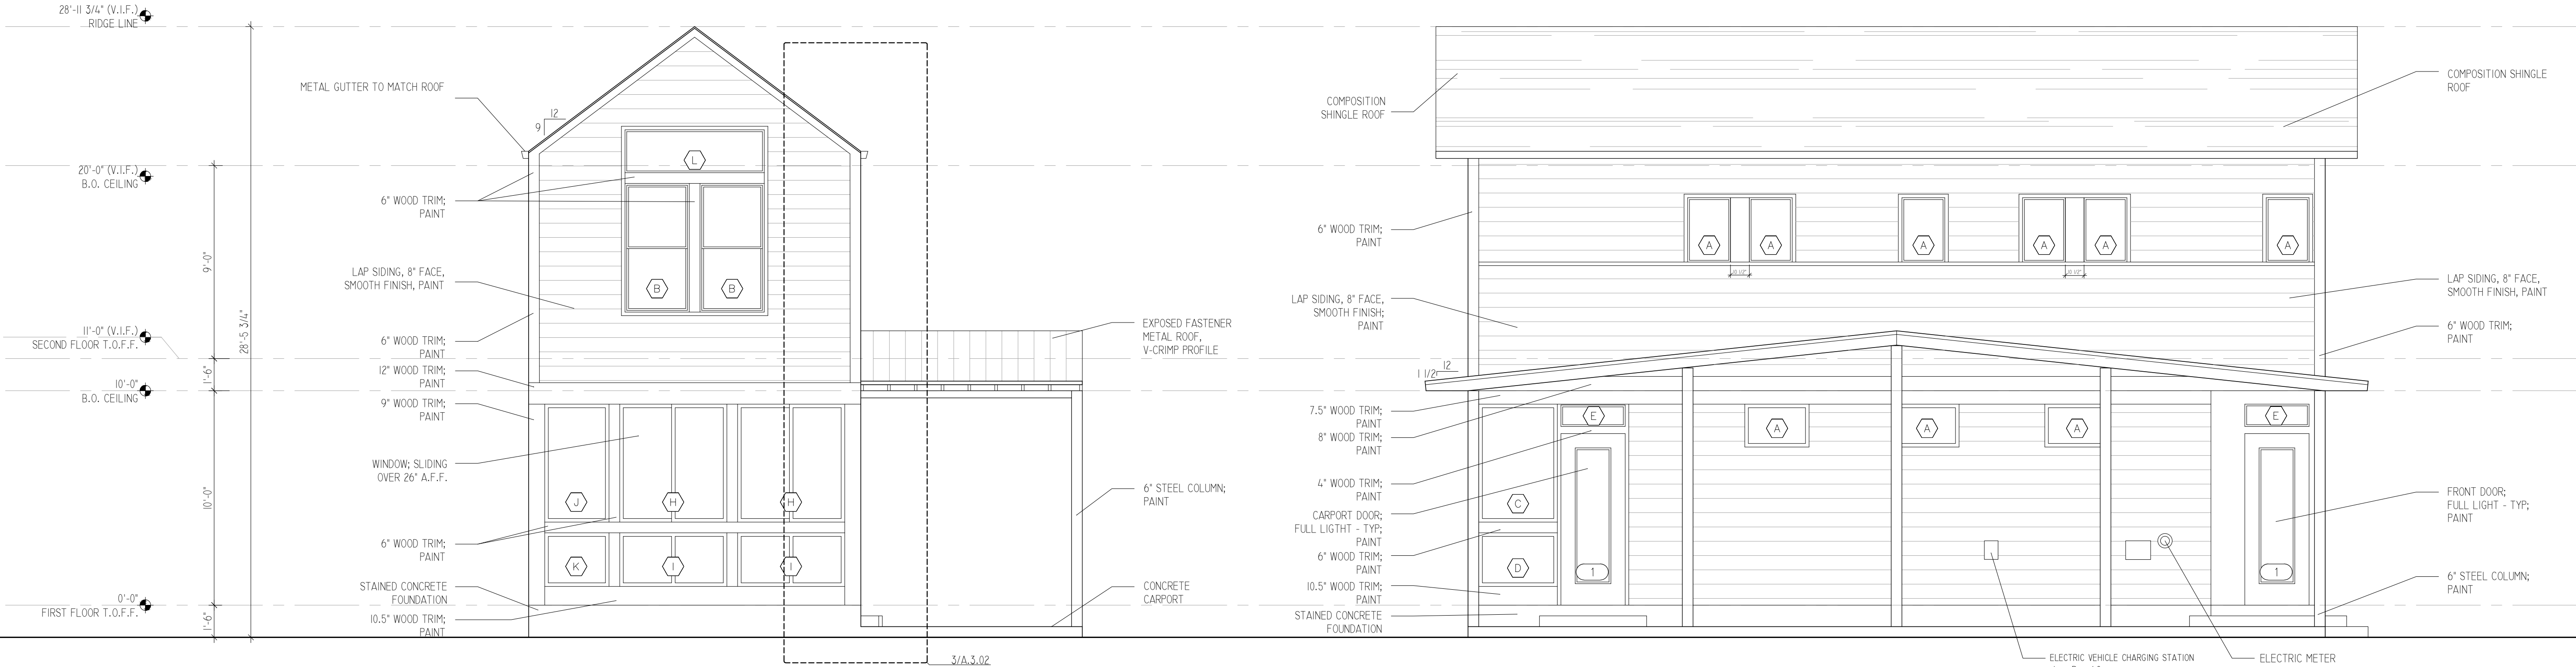 28'-11 3/4" (V.I.F.)
RIDGE LINE
20'-0" (V.I.F.)
B.O. CEILING
11'-0" (V.I.F.)
SECOND FLOOR T.O.F.F.
10'-0"
B.O. CEILING
0'-0"
FIRST FLOOR T.O.F.F.
9'-0"
1'-6"
10'-0"
1'-6"
28'-5 3/4"
METAL GUTTER TO MATCH ROOF
12
9
6" WOOD TRIM;
PAINT
LAP SIDING, 8" FACE,
SMOOTH FINISH, PAINT
6" WOOD TRIM;
PAINT
12" WOOD TRIM;
PAINT
9" WOOD TRIM;
PAINT
WINDOW; SLIDING
OVER 26" A.F.F.
6" WOOD TRIM;
PAINT
STAINED CONCRETE
FOUNDATION
10.5" WOOD TRIM;
PAINT
L
B
B
J
H
H
K
I
I
EXPOSED FASTENER
METAL ROOF,
V-CRIMP PROFILE
6" STEEL COLUMN;
PAINT
CONCRETE
CARPORT
3/A.3.02
COMPOSITION
SHINGLE ROOF
6" WOOD TRIM;
PAINT
LAP SIDING, 8" FACE,
SMOOTH FINISH;
PAINT
12
1 1/2
7.5" WOOD TRIM;
PAINT
8" WOOD TRIM;
PAINT
4" WOOD TRIM;
PAINT
CARPORT DOOR;
FULL LIGTHT - TYP;
PAINT
6" WOOD TRIM;
PAINT
10.5" WOOD TRIM;
PAINT
STAINED CONCRETE
FOUNDATION
A
A
A
A
A
A
10 1/2"
10 1/2"
E
A
A
A
E
C
D
1
1
COMPOSITION SHINGLE
ROOF
LAP SIDING, 8" FACE,
SMOOTH FINISH, PAINT
6" WOOD TRIM;
PAINT
FRONT DOOR;
FULL LIGHT - TYP;
PAINT
6" STEEL COLUMN;
PAINT
ELECTRIC VEHICLE CHARGING STATION
ELECTRIC METER